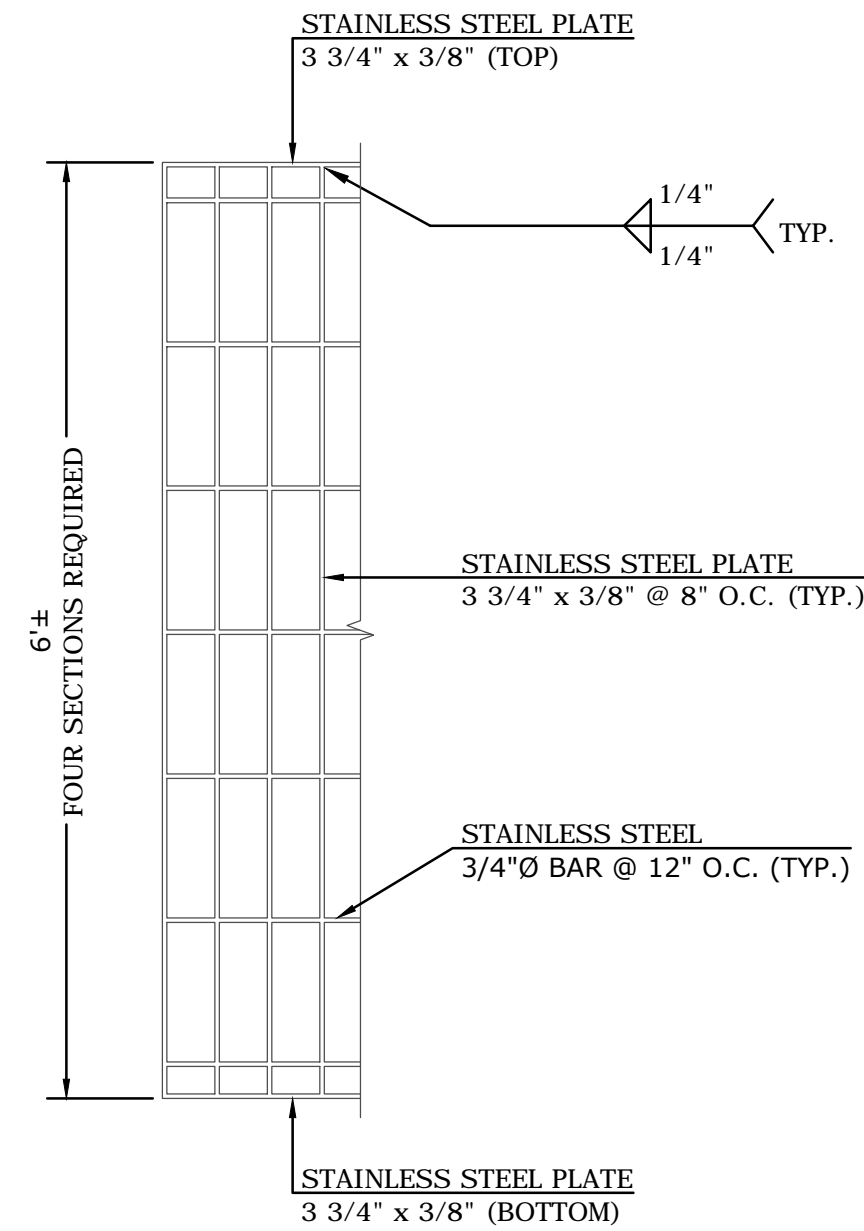 STAINLESS STEEL PLATE
3 3/4" x 3/8" (TOP)
1/4"
1/4"
TYP.
6'±
FOUR SECTIONS REQUIRED
STAINLESS STEEL PLATE
3 3/4" x 3/8" @ 8" O.C. (TYP.)
STAINLESS STEEL
3/4"Ø BAR @ 12" O.C. (TYP.)
STAINLESS STEEL PLATE
3 3/4" x 3/8" (BOTTOM)